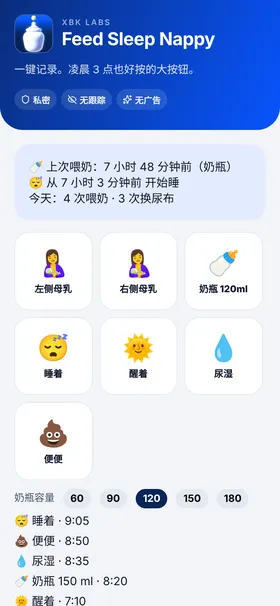 XBK LABS
Feed Sleep Nappy
一键记录。凌晨 3 点也好按的大按钮。
私密
无跟踪
无广告
上次喂奶：7 小时 48 分钟前（奶瓶）
从 7 小时 3 分钟前 开始睡
今天：4 次喂奶 · 3 次换尿布
左侧母乳
右侧母乳
奶瓶 120ml
睡着
醒着
尿湿
便便
奶瓶容量 60 90 120 150 180
睡着 · 9:05
便便 · 8:50
尿湿 · 8:35
奶瓶 150 ml · 8:20
醒着 · 7:10